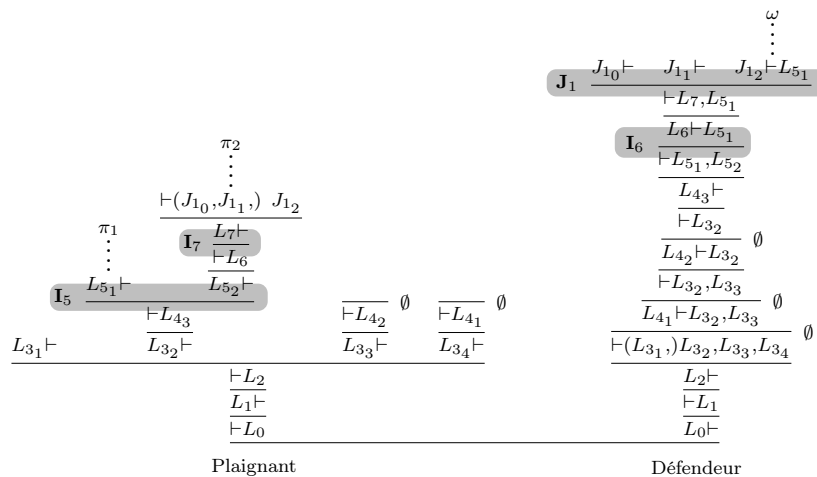 ω
J₁₀⊢ J₁₁⊢ J₁₂⊢L₅₁
J₁
⊢L₇,L₅₁
π₂
I₆ L₆⊢L₅₁
⊢L₅₁,L₅₂
⊢(J₁₀,J₁₁,) J₁₂ L₄₃⊢
π₁ I₇ L₇⊢ ⊢L₃₂
∅
⊢L₆ L₄₂⊢L₃₂
I₅ L₅₁⊢ L₅₂⊢ ⊢L₃₂,L₃₃
∅ ∅ ∅
⊢L₄₃ ⊢L₄₂ ⊢L₄₁ L₄₁⊢L₃₂,L₃₃
∅
L₃₁⊢ L₃₂⊢ L₃₃⊢ L₃₄⊢ ⊢(L₃₁,)L₃₂,L₃₃,L₃₄
⊢L₂ L₂⊢
L₁⊢ ⊢L₁
⊢L₀ L₀⊢
Plaignant Défendeur